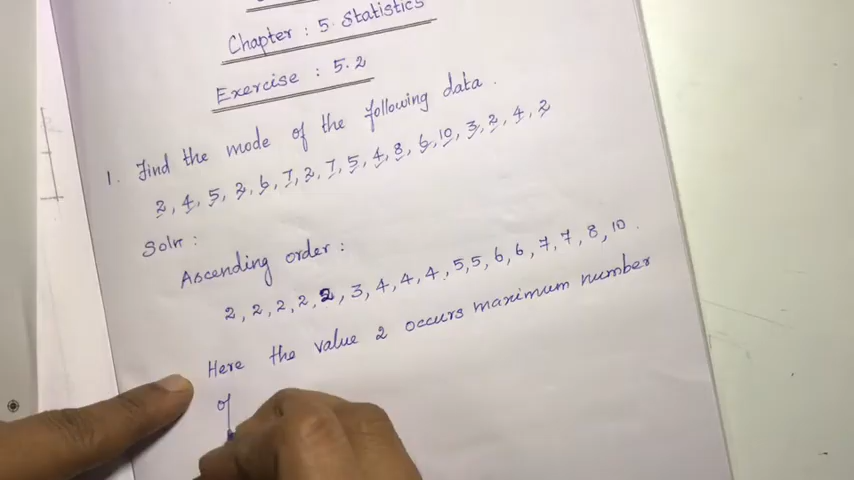 Chapter : 5. Statistics
Exercise : 5.2
1. Find the mode of the following data.
2, 4, 5, 2, 6, 7, 2, 7, 5, 4, 8, 6, 10, 3, 2, 4, 2
Soln :
Ascending order :
2, 2, 2, 2, 2, 3, 4, 4, 4, 5, 5, 6, 6, 7, 7, 8, 10.
Here the value 2 occurs maximum number
of